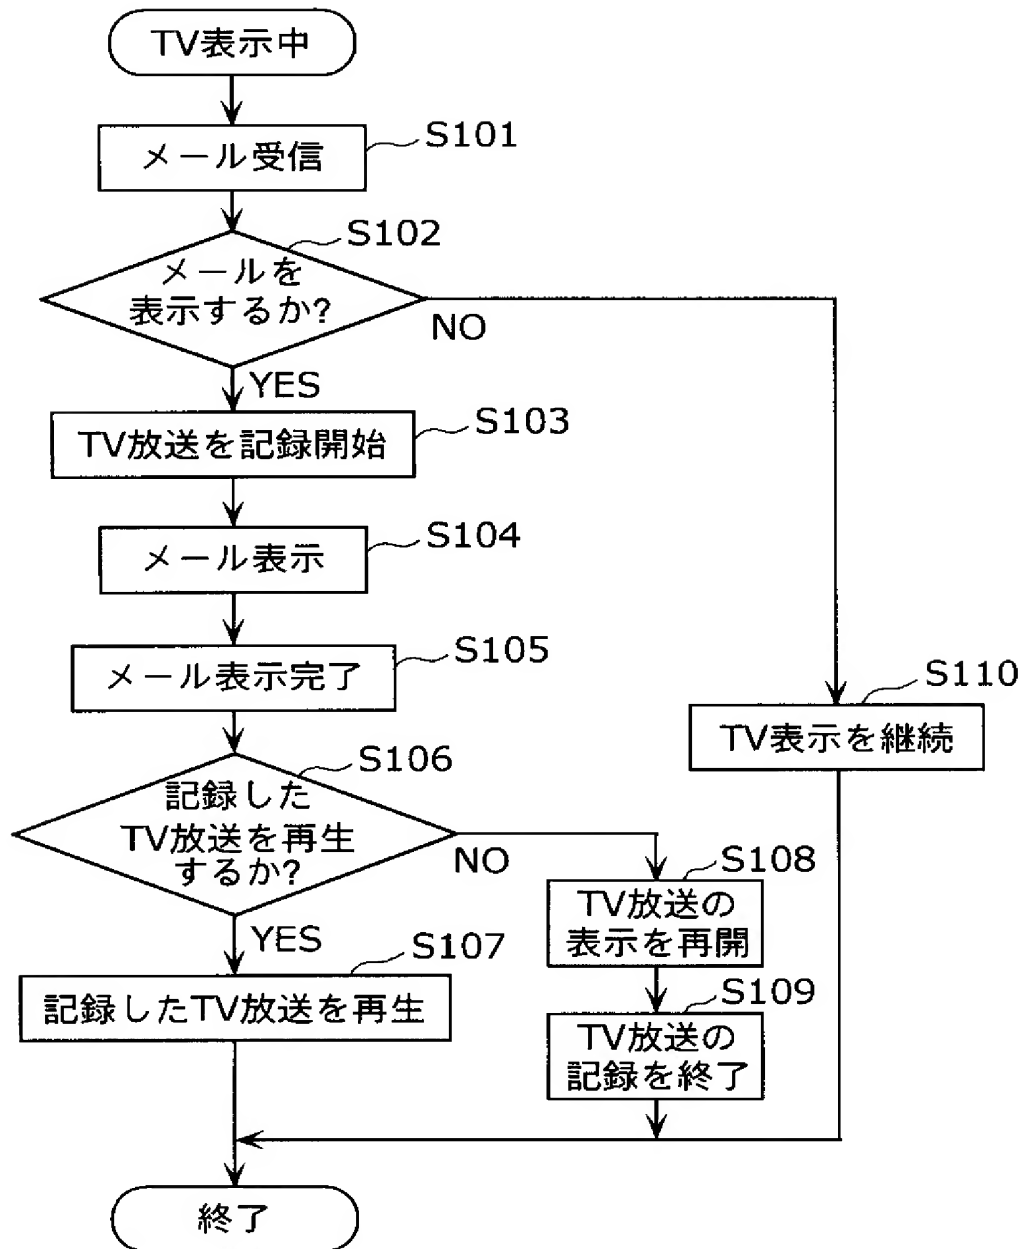 TV表示中
S101
メール受信
S102
メールを
表示するか?
NO
YES
S103
TV放送を記録開始
S104
メール表示
S105
メール表示完了
S110
TV表示を継続
S106
記録した
TV放送を再生
するか?
NO
YES
S108
TV放送の
表示を再開
S107
記録したTV放送を再生
S109
TV放送の
記録を終了
終了